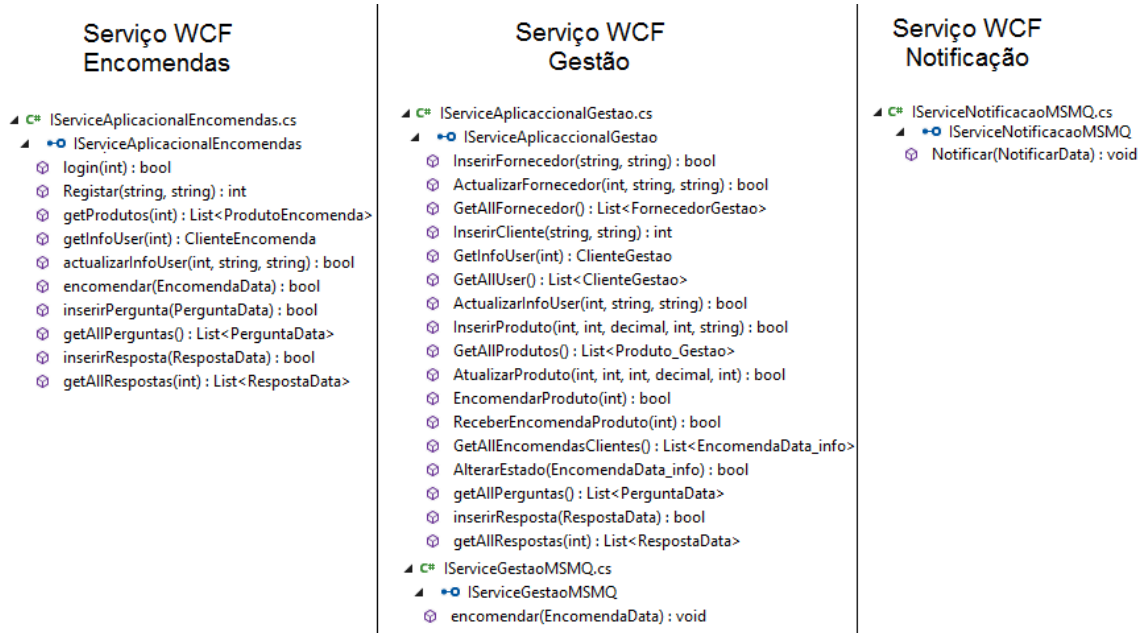 Serviço WCF
Encomendas
C# IServiceAplicacionalEncomendas.cs
IServiceAplicacionalEncomendas
login(int) : bool
Registar(string, string) : int
getProdutos(int) : List<ProdutoEncomenda>
getInfoUser(int) : ClienteEncomenda
actualizarInfoUser(int, string, string) : bool
encomendar(EncomendaData) : bool
inserirPergunta(PerguntaData) : bool
getAllPerguntas() : List<PerguntaData>
inserirResposta(RespostaData) : bool
getAllRespostas(int) : List<RespostaData>
Serviço WCF
Gestão
C# IServiceAplicaccionalGestao.cs
IServiceAplicaccionalGestao
InserirFornecedor(string, string) : bool
ActualizarFornecedor(int, string, string) : bool
GetAllFornecedor() : List<FornecedorGestao>
InserirCliente(string, string) : int
GetInfoUser(int) : ClienteGestao
GetAllUser() : List<ClienteGestao>
ActualizarInfoUser(int, string, string) : bool
InserirProduto(int, int, decimal, int, string) : bool
GetAllProdutos() : List<Produto_Gestao>
AtualizarProduto(int, int, int, decimal, int) : bool
EncomendarProduto(int) : bool
ReceberEncomendaProduto(int) : bool
GetAllEncomendasClientes() : List<EncomendaData_info>
AlterarEstado(EncomendaData_info) : bool
getAllPerguntas() : List<PerguntaData>
inserirResposta(RespostaData) : bool
getAllRespostas(int) : List<RespostaData>
C# IServiceGestaoMSMQ.cs
IServiceGestaoMSMQ
encomendar(EncomendaData) : void
Serviço WCF
Notificação
C# IServiceNotificacaoMSMQ.cs
IServiceNotificacaoMSMQ
Notificar(NotificarData) : void